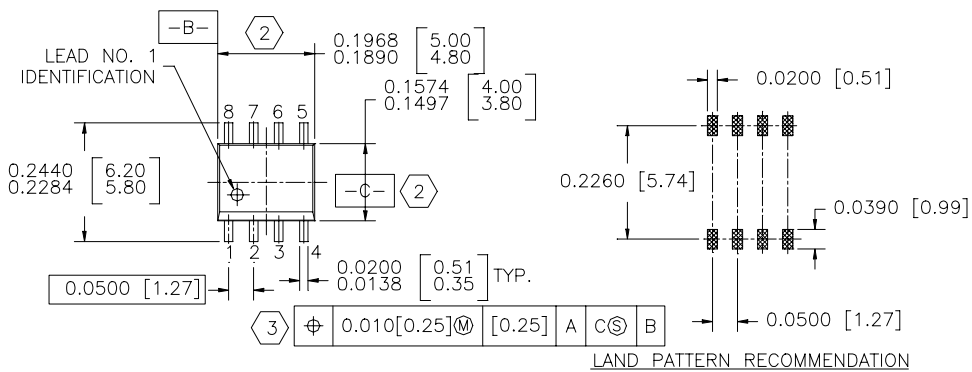 -B-
2
0.1968 [5.00]
0.1890 [4.80]
LEAD NO. 1
IDENTIFICATION
0.1574 [4.00]
0.1497 [3.80]
0.0200 [0.51]
8 7 6 5
0.2440 [6.20]
0.2284 [5.80]
-C-
2
0.2260 [5.74]
0.0390 [0.99]
1 2 3 4
0.0200 [0.51]
0.0138 [0.35]
TYP.
0.0500 [1.27]
3
⌖ 0.010[0.25]Ⓜ [0.25] A CⓈ B
0.0500 [1.27]
LAND PATTERN RECOMMENDATION